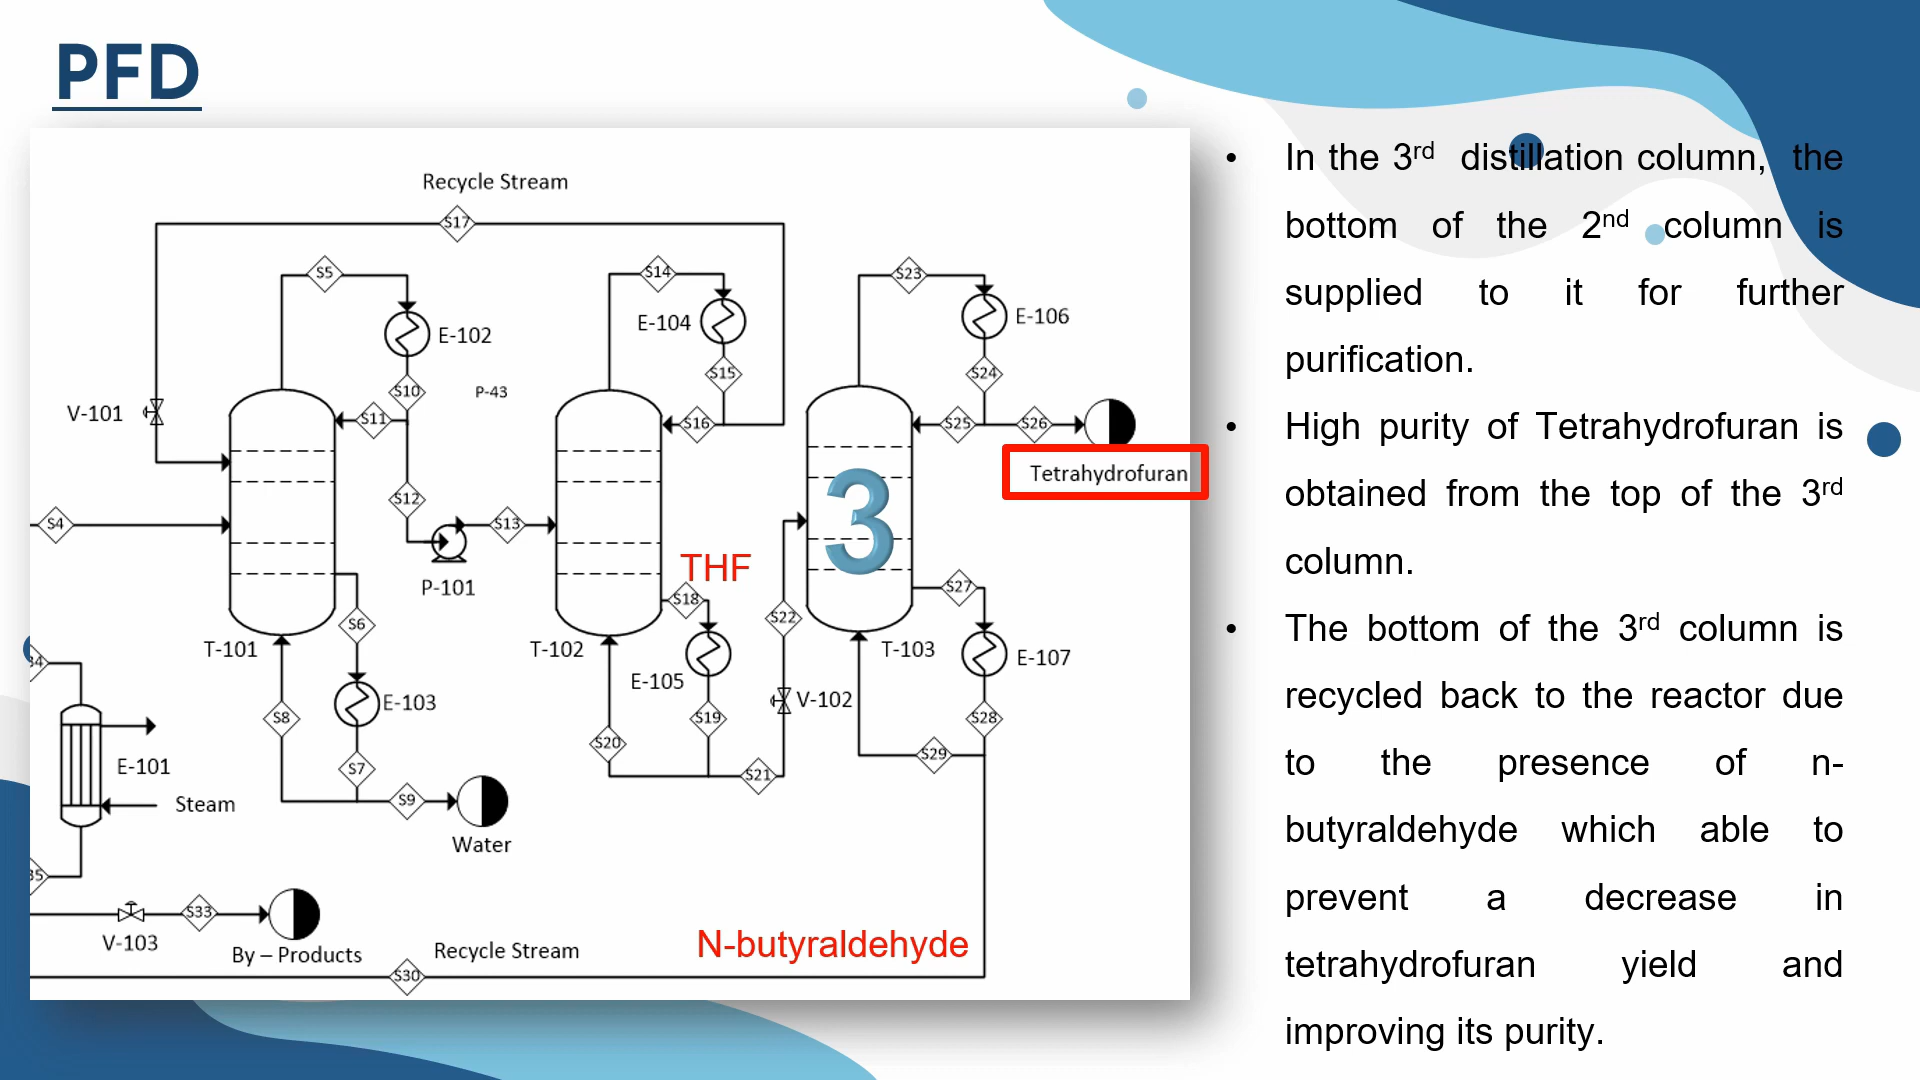 PFD
Recycle Stream
S17
S5
S14
S23
E-102
E-104
E-106
S10
P-43
S15
S24
V-101
S11
S16
S25
S26
Tetrahydrofuran
3
S12
S4
S13
THF
P-101
S18
S27
S22
S6
T-101
T-102
T-103
E-107
E-105
V-102
E-103
S8
S19
S28
S20
S29
S7
S21
E-101
S9
Steam
Water
V-103
S33
By – Products
Recycle Stream
N-butyraldehyde
S30
• In the 3rd distillation column, the
bottom of the 2nd column is
supplied to it for further
purification.
• High purity of Tetrahydrofuran is
obtained from the top of the 3rd
column.
• The bottom of the 3rd column is
recycled back to the reactor due
to the presence of n-
butyraldehyde which able to
prevent a decrease in
tetrahydrofuran yield and
improving its purity.